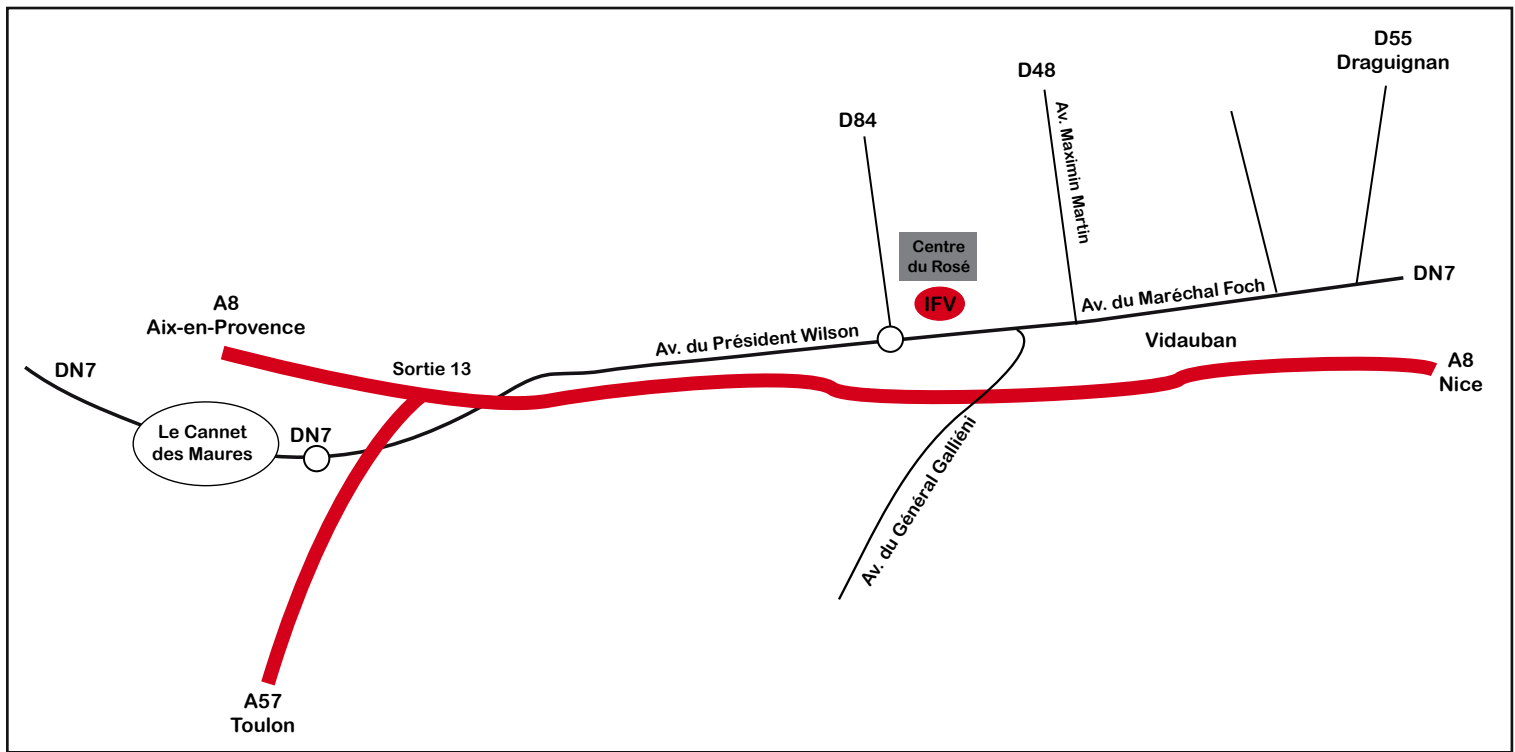 D55
Draguignan
D48
D84
Av. Maximin Martin
Centre
du Rosé
IFV
DN7
Av. du Maréchal Foch
A8
Aix-en-Provence
Av. du Président Wilson
Vidauban
DN7
Sortie 13
A8
Nice
Le Cannet
des Maures
DN7
Av. du Général Galliéni
A57
Toulon